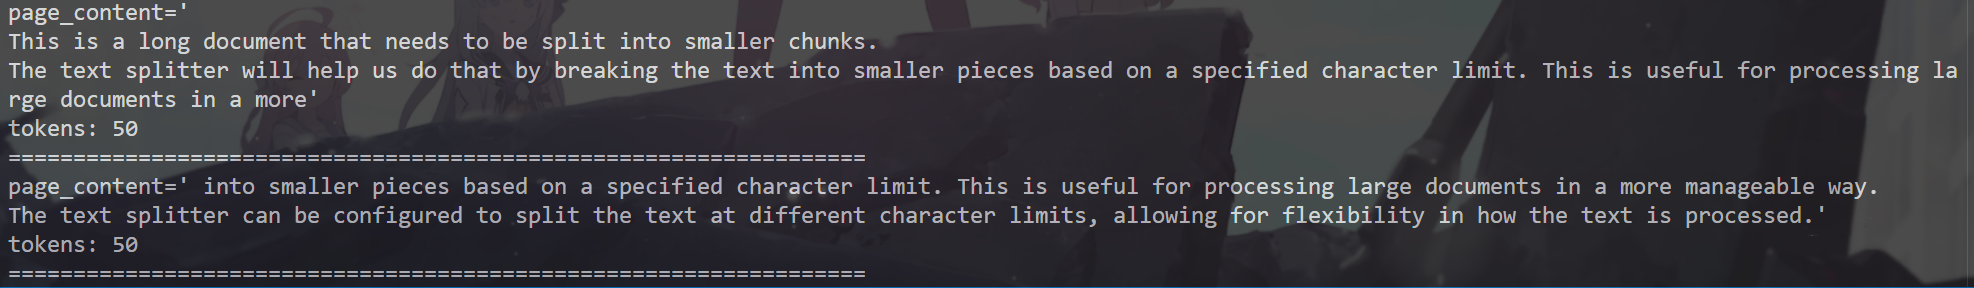 page_content='
This is a long document that needs to be split into smaller chunks.
The text splitter will help us do that by breaking the text into smaller pieces based on a specified character limit. This is useful for processing la
rge documents in a more'
tokens: 50
==================================================================
page_content=' into smaller pieces based on a specified character limit. This is useful for processing large documents in a more manageable way.
The text splitter can be configured to split the text at different character limits, allowing for flexibility in how the text is processed.'
tokens: 50
==================================================================